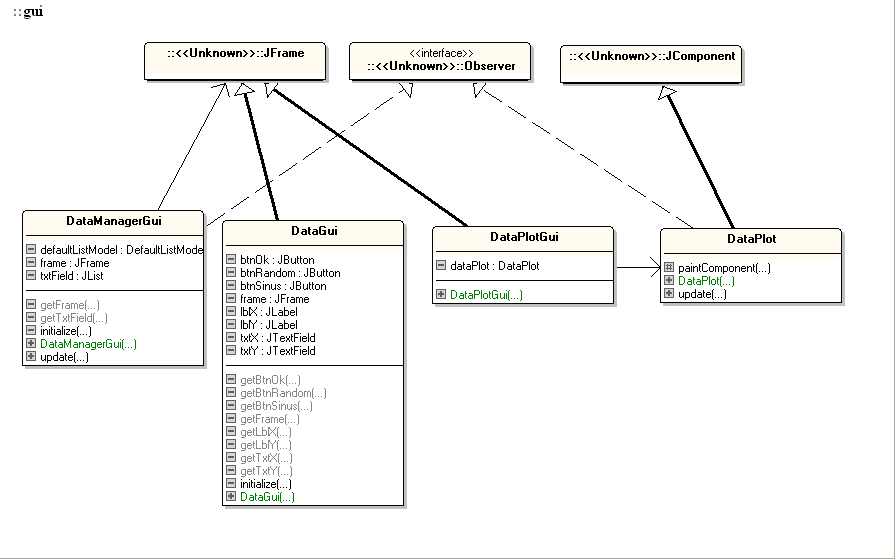 ::gui
::<<Unknown>>::JFrame
<<interface>>
::<<Unknown>>::Observer
::<<Unknown>>::JComponent
DataManagerGui
defaultListModel : DefaultListMode
frame : JFrame
txtField : JList
getFrame(...)
getTxtField(...)
initialize(...)
DataManagerGui(...)
update(...)
DataGui
btnOk : JButton
btnRandom : JButton
btnSinus : JButton
frame : JFrame
lblX : JLabel
lblY : JLabel
txtX : JTextField
txtY : JTextField
getBtnOk(...)
getBtnRandom(...)
getBtnSinus(...)
getFrame(...)
getLblX(...)
getLblY(...)
getTxtX(...)
getTxtY(...)
initialize(...)
DataGui(...)
DataPlotGui
dataPlot : DataPlot
DataPlotGui(...)
DataPlot
paintComponent(...)
DataPlot(...)
update(...)